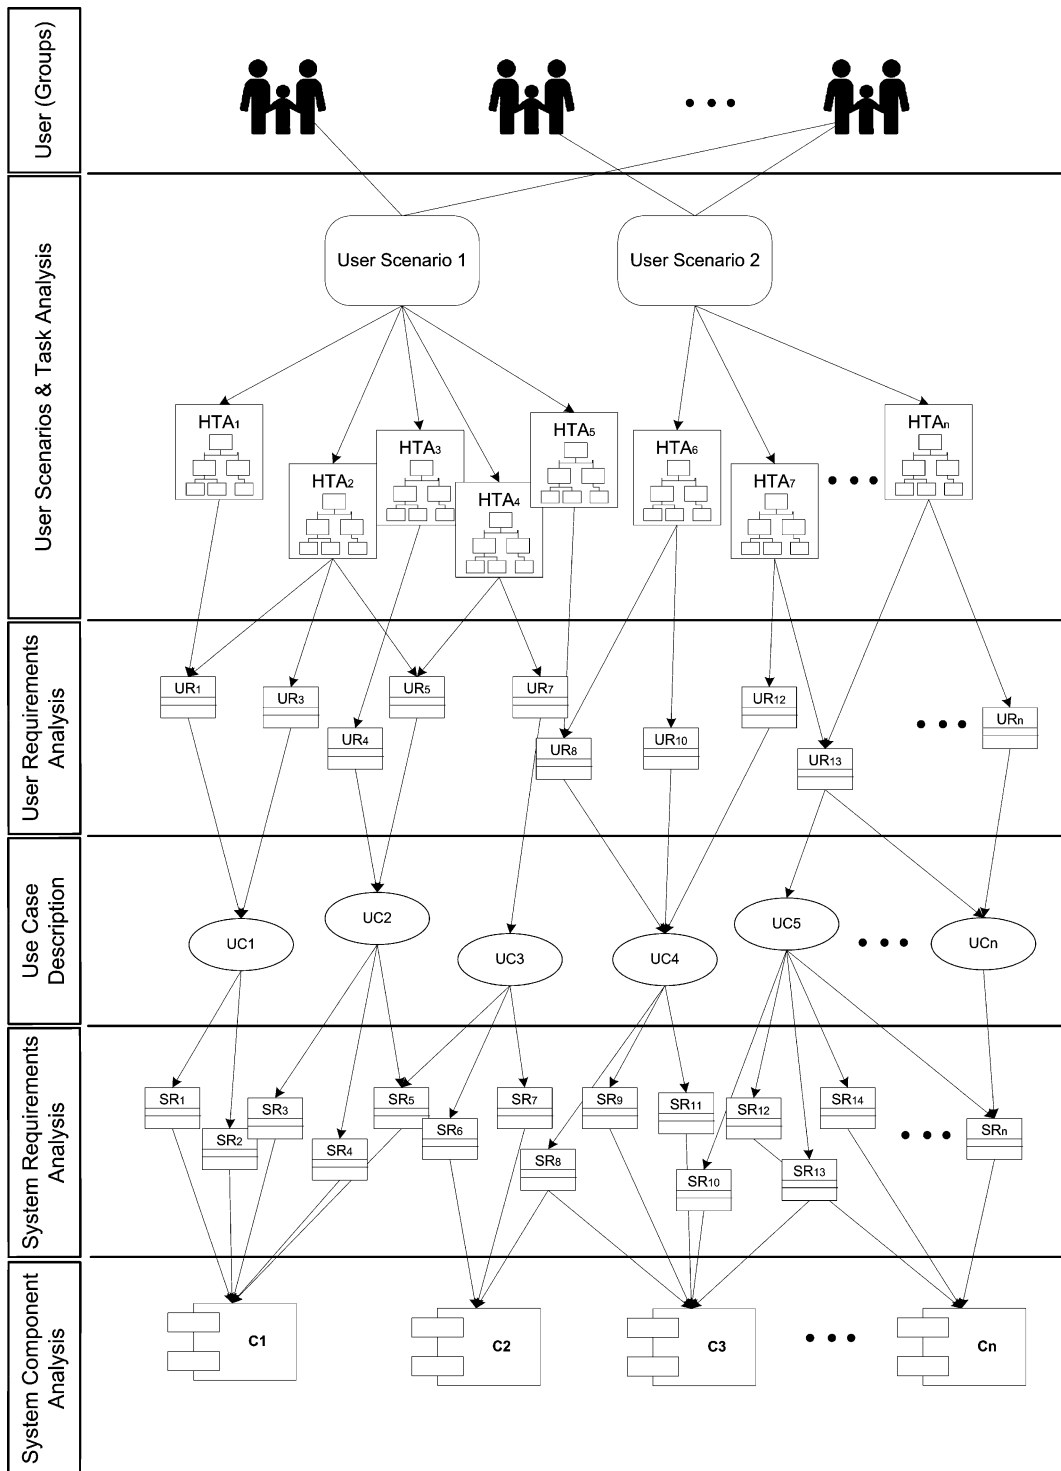 User (Groups)
User Scenarios & Task Analysis
User Scenario 1
User Scenario 2
HTA1
HTA2
HTA3
HTA4
HTA5
HTA6
HTA7
HTAn
User Requirements
Analysis
UR1
UR3
UR4
UR5
UR7
UR8
UR10
UR12
UR13
URn
Use Case
Description
UC1
UC2
UC3
UC4
UC5
UCn
System Requirements
Analysis
SR1
SR2
SR3
SR4
SR5
SR6
SR7
SR8
SR9
SR10
SR11
SR12
SR13
SR14
SRn
System Component
Analysis
C1
C2
C3
Cn